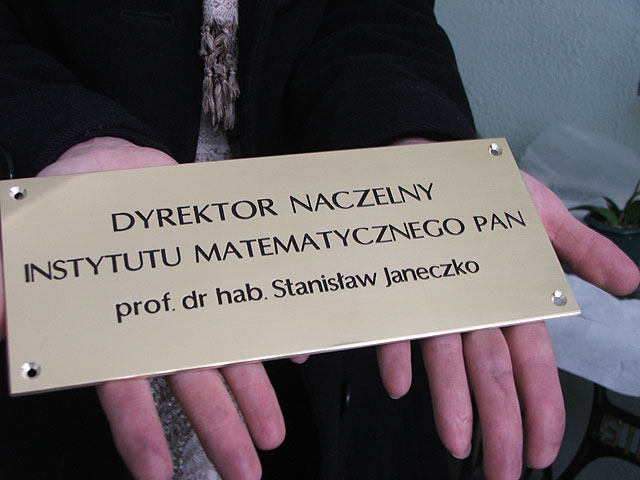 DYREKTOR NACZELNY
INSTYTUTU MATEMATYCZNEGO PAN
prof. dr hab. Stanisław Janeczko